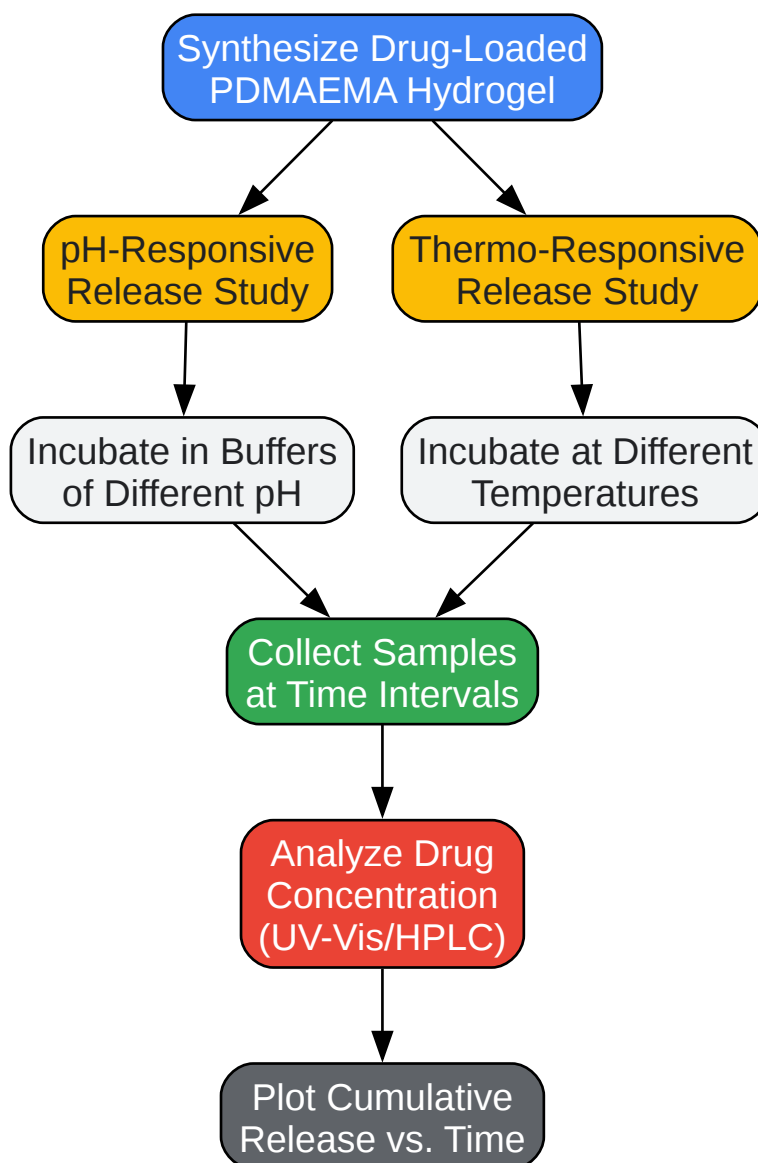 Synthesize Drug-Loaded
PDMAEMA Hydrogel
pH-Responsive
Release Study
Thermo-Responsive
Release Study
Incubate in Buffers
of Different pH
Incubate at Different
Temperatures
Collect Samples
at Time Intervals
Analyze Drug
Concentration
(UV-Vis/HPLC)
Plot Cumulative
Release vs. Time